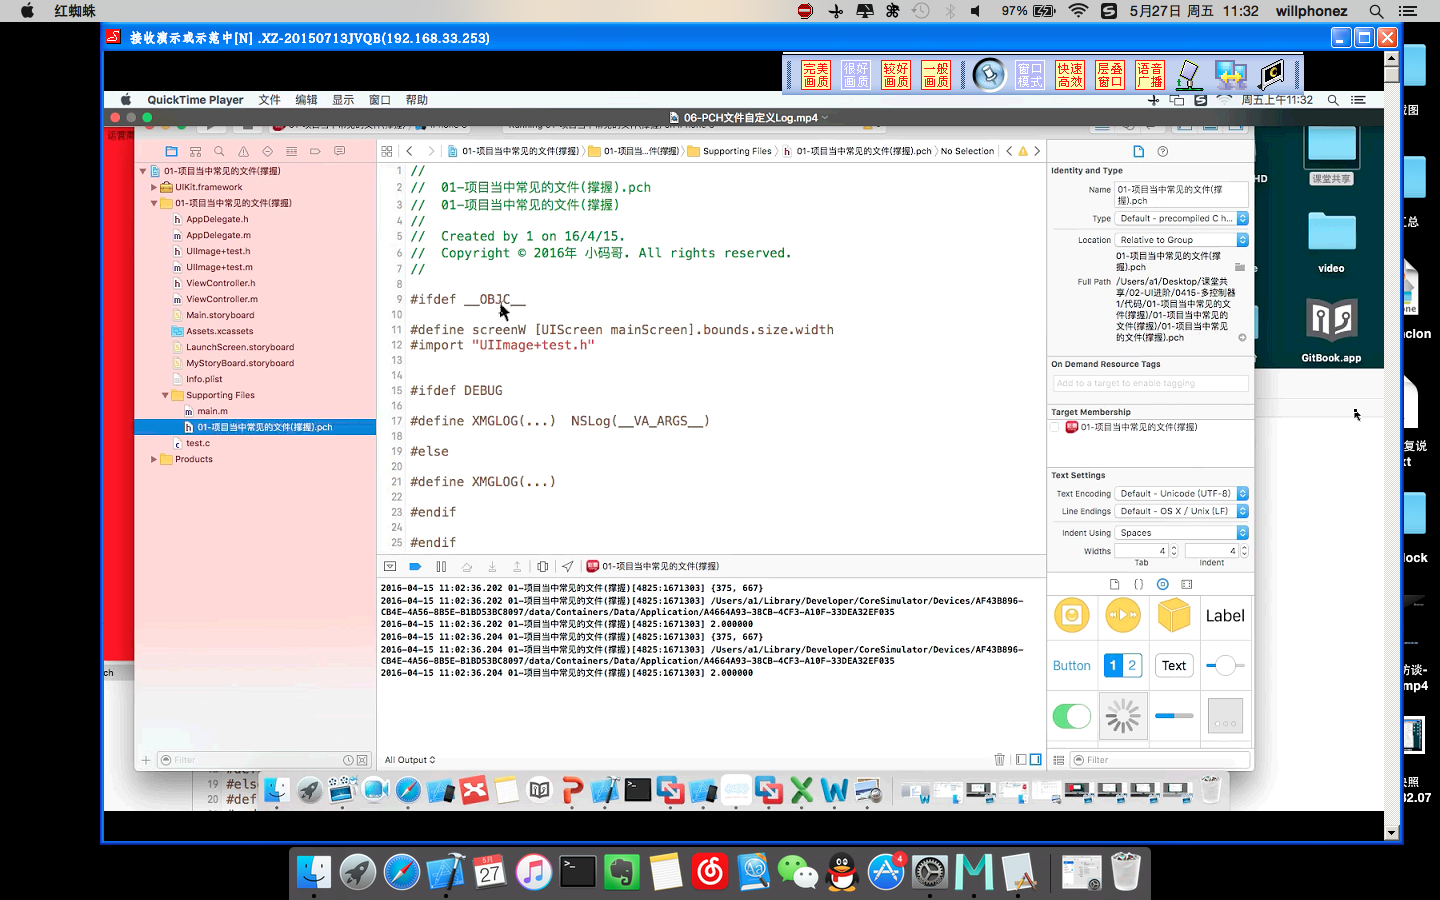 红蜘蛛
97%
5月27日 周五 11:32
willphonez
接收演示或示范中[N] .XZ-20150713JVQB(192.168.33.253)
完美画质 很好画质 较好画质 一般画质 窗口模式 快速高效 层叠窗口 语音广播
QuickTime Player 文件 编辑 显示 窗口 帮助
周五上午11:32
06-PCH文件自定义Log.mp4
01-项目当中常见的文件(撑握) 01-项目当…件(撑握) Supporting Files 01-项目当中常见的文件(撑握).pch No Selection
01-项目当中常见的文件(撑握)
UIKit.framework
01-项目当中常见的文件(撑握)
AppDelegate.h
AppDelegate.m
UIImage+test.h
UIImage+test.m
ViewController.h
ViewController.m
Main.storyboard
Assets.xcassets
LaunchScreen.storyboard
MyStoryBoard.storyboard
Info.plist
Supporting Files
main.m
01-项目当中常见的文件(撑握).pch
test.c
Products
Filter
1 //
2 // 01-项目当中常见的文件(撑握).pch
3 // 01-项目当中常见的文件(撑握)
4 //
5 // Created by 1 on 16/4/15.
6 // Copyright © 2016年 小码哥. All rights reserved.
7 //
8
9 #ifdef __OBJC__
10
11 #define screenW [UIScreen mainScreen].bounds.size.width
12 #import "UIImage+test.h"
13
14
15 #ifdef DEBUG
16
17 #define XMGLOG(...) NSLog(__VA_ARGS__)
18
19 #else
20
21 #define XMGLOG(...)
22
23 #endif
24
25 #endif
01-项目当中常见的文件(撑握)
2016-04-15 11:02:36.202 01-项目当中常见的文件(撑握)[4825:1671303] {375, 667}
2016-04-15 11:02:36.202 01-项目当中常见的文件(撑握)[4825:1671303] /Users/a1/Library/Developer/CoreSimulator/Devices/AF43B896-
CB4E-4A56-8B5E-B1BD53BC8097/data/Containers/Data/Application/A4664A93-38CB-4CF3-A10F-33DEA32EF035
2016-04-15 11:02:36.202 01-项目当中常见的文件(撑握)[4825:1671303] 2.000000
2016-04-15 11:02:36.204 01-项目当中常见的文件(撑握)[4825:1671303] {375, 667}
2016-04-15 11:02:36.204 01-项目当中常见的文件(撑握)[4825:1671303] /Users/a1/Library/Developer/CoreSimulator/Devices/AF43B896-
CB4E-4A56-8B5E-B1BD53BC8097/data/Containers/Data/Application/A4664A93-38CB-4CF3-A10F-33DEA32EF035
2016-04-15 11:02:36.204 01-项目当中常见的文件(撑握)[4825:1671303] 2.000000
All Output
Identity and Type
Name 01-项目当中常见的文件(撑
握).pch
Type Default - precompiled C h...
Location Relative to Group
01-项目当中常见的文件(撑
握).pch
Full Path /Users/a1/Desktop/课堂
共享/02-UI进阶/0415-多控制器
1/代码/01-项目当中常见的文
件(撑握)/01-项目当中常见的
文件(撑握)/01-项目当中常见
的文件(撑握).pch
On Demand Resource Tags
Add to a target to enable tagging
Target Membership
01-项目当中常见的文件(撑握)
Text Settings
Text Encoding Default - Unicode (UTF-8)
Line Endings Default - OS X / Unix (LF)
Indent Using Spaces
Widths 4 4
Tab Indent
Label
Button 1 2 Text
Filter
课堂共享
video
GitBook.app
HD
ch
19 #els
20 #def
5月
27
4